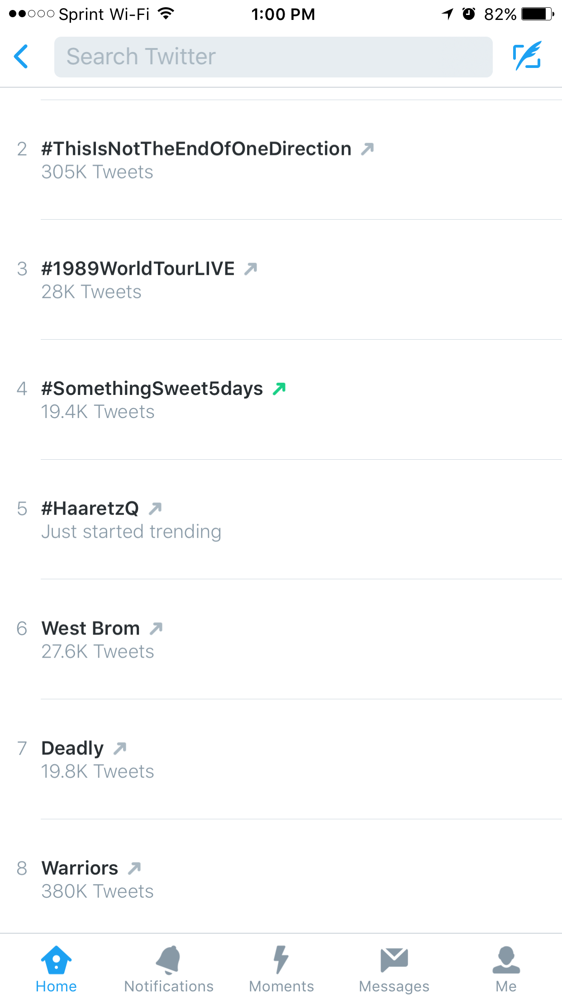 Sprint Wi-Fi 1:00 PM 82%
Search Twitter
2 #ThisIsNotTheEndOfOneDirection
305K Tweets
3 #1989WorldTourLIVE
28K Tweets
4 #SomethingSweet5days
19.4K Tweets
5 #HaaretzQ
Just started trending
6 West Brom
27.6K Tweets
7 Deadly
19.8K Tweets
8 Warriors
380K Tweets
Home Notifications Moments Messages Me